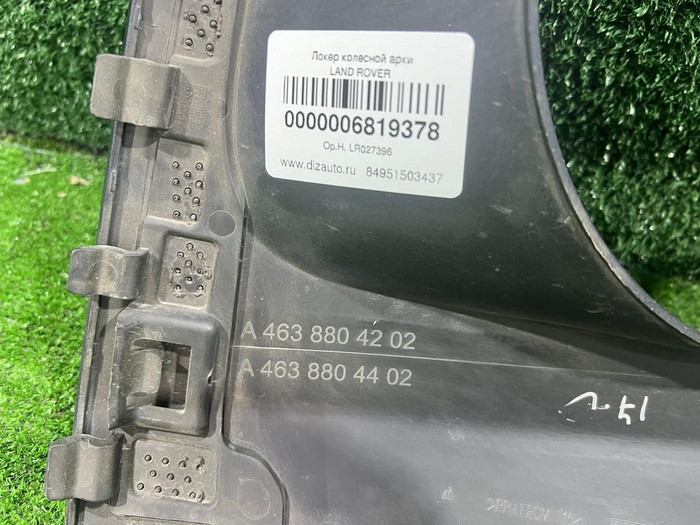 Локер колесной арки
LAND ROVER
0000006819378
Ор.Н. LR027396
www.dizauto.ru 84951503437
A 463 880 42 02
A 463 880 44 02